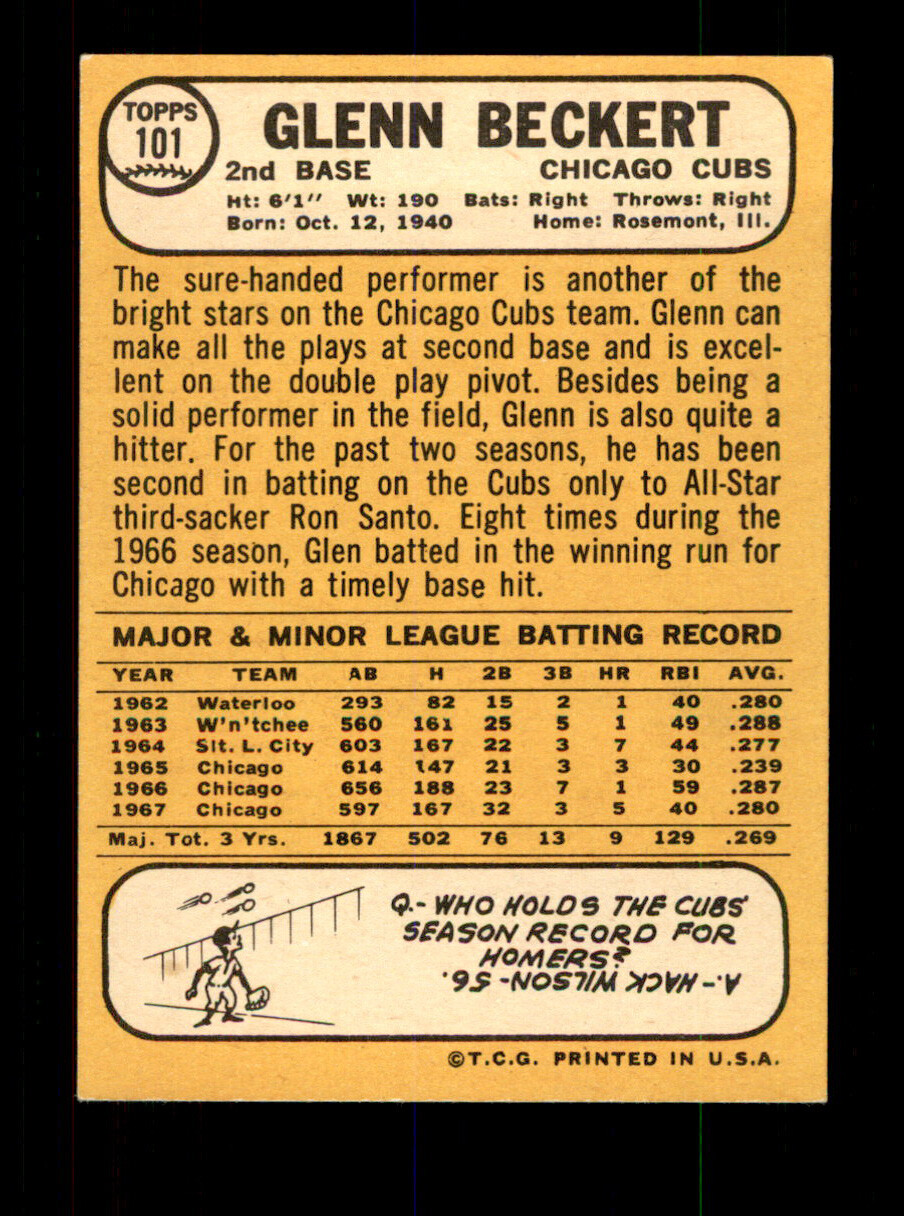 TOPPS
101
GLENN BECKERT
2nd BASE CHICAGO CUBS
Ht: 6'1" Wt: 190 Bats: Right Throws: Right
Born: Oct. 12, 1940 Home: Rosemont, Ill.
The sure-handed performer is another of the
bright stars on the Chicago Cubs team. Glenn can
make all the plays at second base and is excel-
lent on the double play pivot. Besides being a
solid performer in the field, Glenn is also quite a
hitter. For the past two seasons, he has been
second in batting on the Cubs only to All-Star
third-sacker Ron Santo. Eight times during the
1966 season, Glen batted in the winning run for
Chicago with a timely base hit.
MAJOR & MINOR LEAGUE BATTING RECORD
YEAR TEAM AB H 2B 3B HR RBI AVG.
1962 Waterloo 293 82 15 2 1 40 .280
1963 W'n'tchee 560 161 25 5 1 49 .288
1964 Slt. L. City 603 167 22 3 7 44 .277
1965 Chicago 614 147 21 3 3 30 .239
1966 Chicago 656 188 23 7 1 59 .287
1967 Chicago 597 167 32 3 5 40 .280
Maj. Tot. 3 Yrs. 1867 502 76 13 9 129 .269
Q.- WHO HOLDS THE CUBS'
SEASON RECORD FOR
HOMERS?
A.- HACK WILSON- 56.
©T.C.G. PRINTED IN U.S.A.